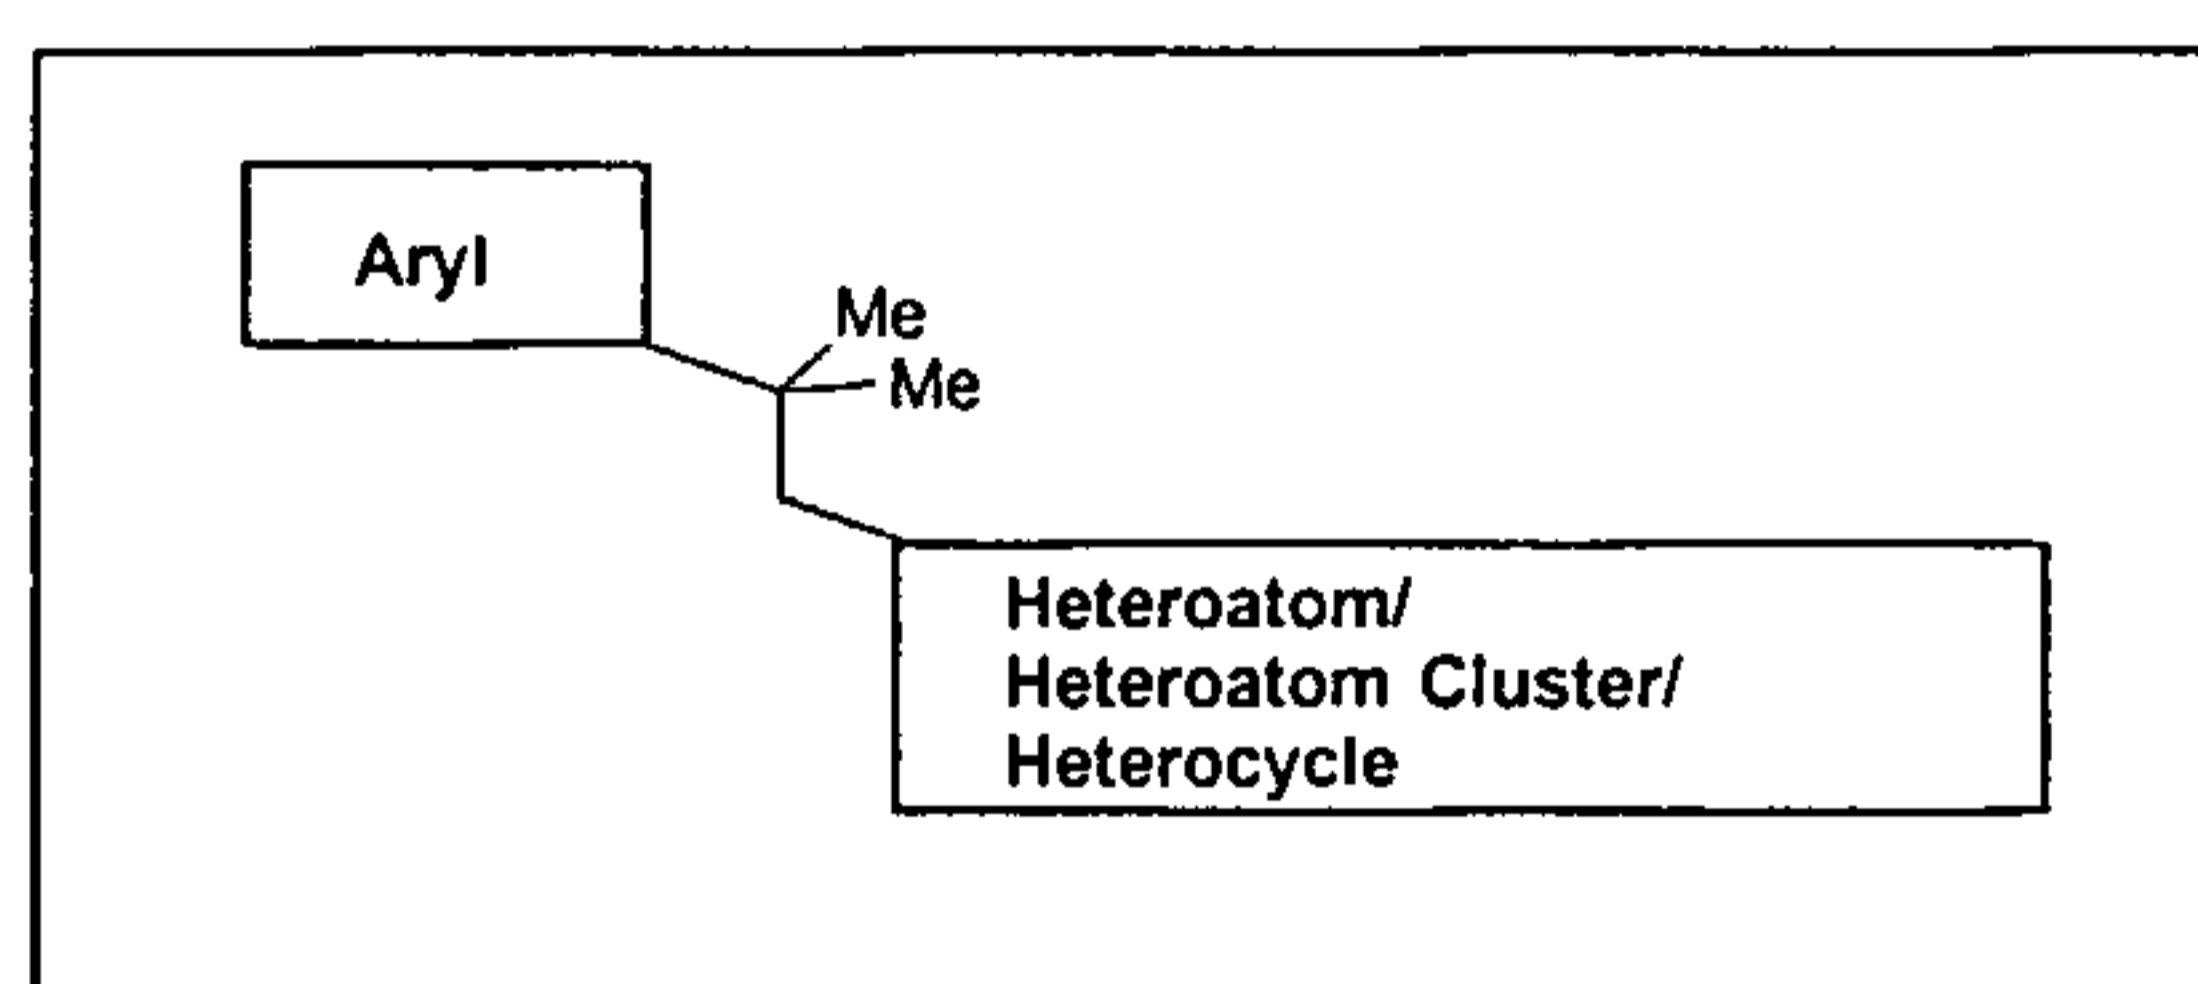 Aryl
Me
Me
Heteroatom/
Heteroatom Cluster/
Heterocycle